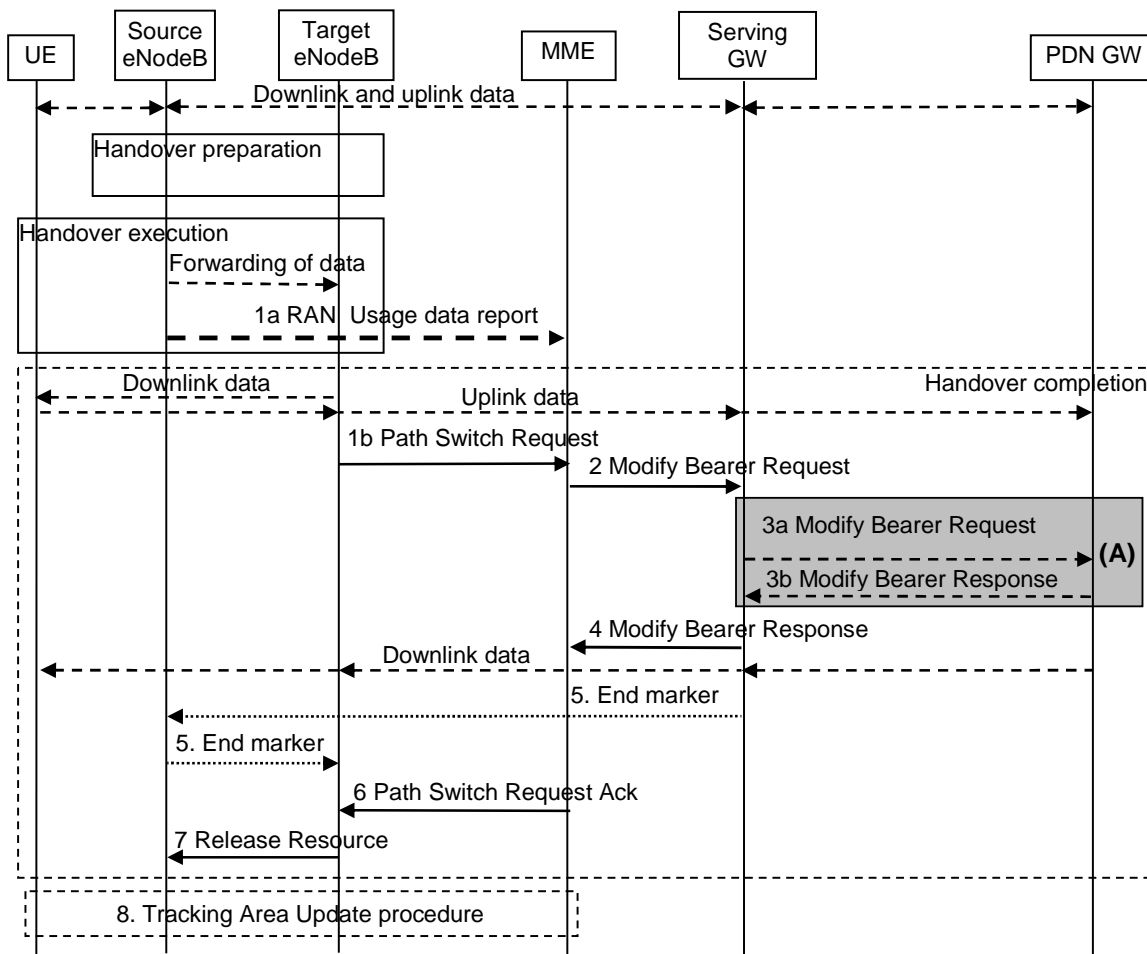 UE
Source
eNodeB
Target
eNodeB
MME
Serving
GW
PDN GW
Downlink and uplink data
Handover preparation
Handover execution
Forwarding of data
1a RAN Usage data report
Downlink data
Uplink data
Handover completion
1b Path Switch Request
2 Modify Bearer Request
3a Modify Bearer Request
(A)
3b Modify Bearer Response
4 Modify Bearer Response
Downlink data
5. End marker
5. End marker
6 Path Switch Request Ack
7 Release Resource
8. Tracking Area Update procedure